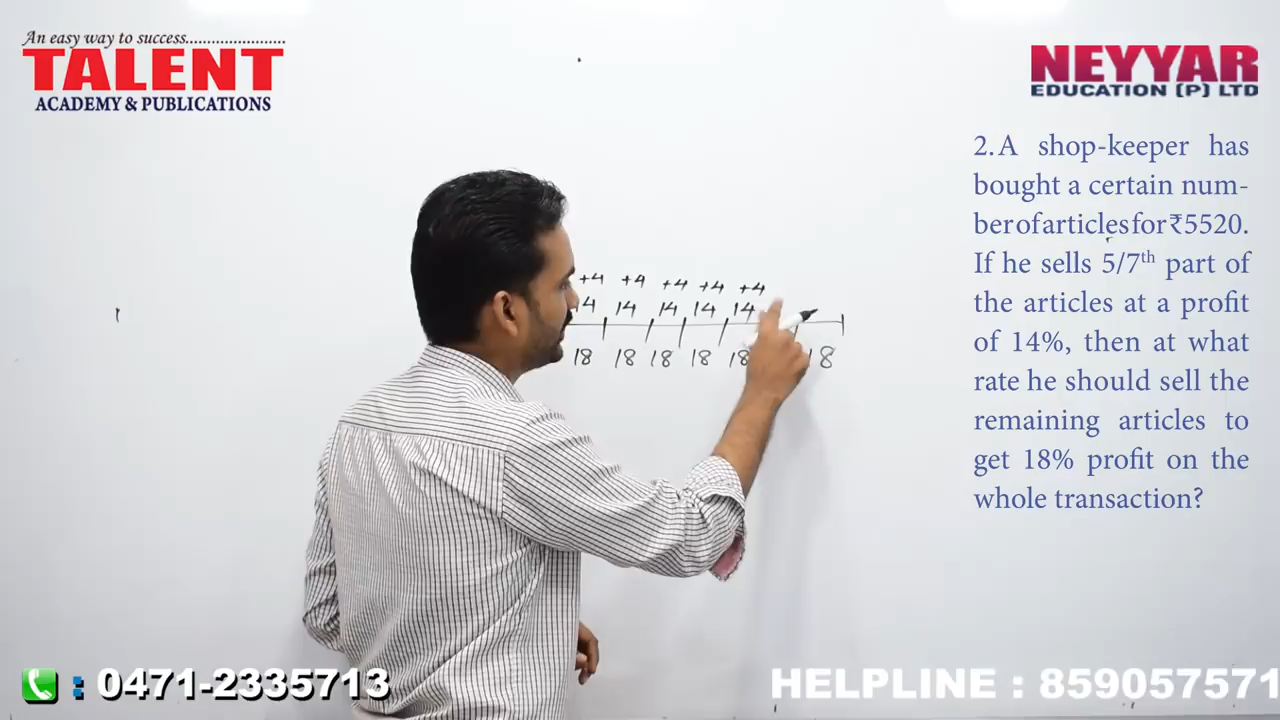 An easy way to success.......................
TALENT
ACADEMY & PUBLICATIONS
NEYYAR
EDUCATION (P) LTD
2. A shop-keeper has
bought a certain num-
ber of articles for ₹5520.
If he sells 5/7th part of
the articles at a profit
of 14%, then at what
rate he should sell the
remaining articles to
get 18% profit on the
whole transaction?
+4 +4 +4 +4 +4
14 14 14 14
18 18 18 18 18 18
: 0471-2335713
HELPLINE : 859057571